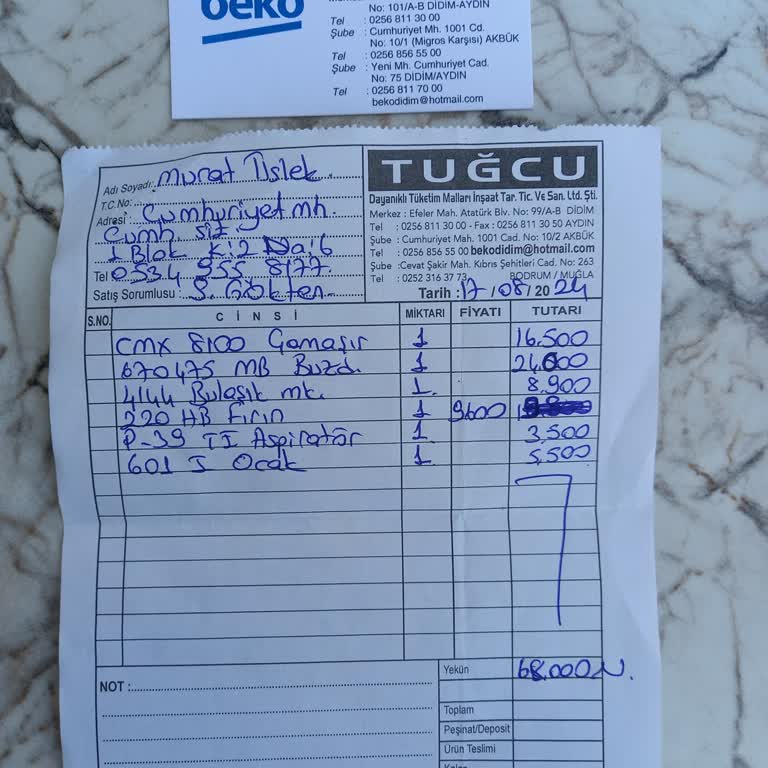 beko
No: 101/A-B DİDİM-AYDIN
Tel : 0256 811 30 00
Şube : Cumhuriyet Mh. 1001 Cd.
No: 10/1 (Migros Karşısı) AKBÜK
Tel : 0256 856 55 00
Şube : Yeni Mh. Cumhuriyet Cad.
No: 75 DİDİM/AYDIN
Tel : 0256 811 70 00
bekodidim@hotmail.com
Adı Soyadı: Murat İslek
T.C. No:
Adresi: Cumhuriyet mh.
Cumh 517.
1 Blok K:2 Na:6
Tel 0534 955 8177.
Satış Sorumlusu: S. Gökten
TUĞCU
Dayanıklı Tüketim Malları İnşaat Tar. Tic. Ve San. Ltd. Şti.
Merkez : Efeler Mah. Atatürk Blv. No: 99/A-B DİDİM
Tel : 0256 811 30 00 - Fax : 0256 811 30 50 AYDIN
Şube : Cumhuriyet Mah. 1001 Cad. No: 10/2 AKBÜK
Tel : 0256 856 55 00 bekodidim@hotmail.com
Şube : Cevat Şakir Mah. Kıbrıs Şehitleri Cad. No: 263
Tel : 0252 316 37 73 BODRUM / MUĞLA
Tarih : 17/08/2024
S.NO. CİNSİ MİKTARI FİYATI TUTARI
CMX 8100 Çamaşır 1 16.500
670475 MB Buzd. 1 24.000
4144 Bulaşık mk. 1 8.900
220 HB Fırın 1 9600
P-39 TI Aspiratör 1 3.500
601 I Ocak 1 5.500
NOT :
Yekün 68.000
Toplam
Peşinat/Deposit
Ürün Teslimi